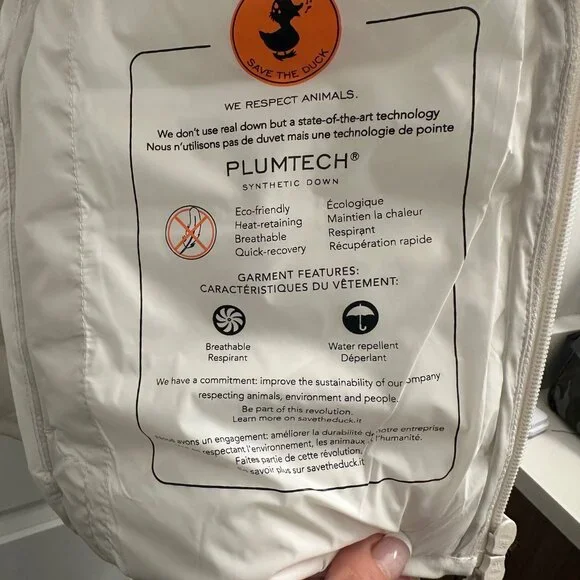 SAVE THE DUCK
WE RESPECT ANIMALS.
We don't use real down but a state-of-the-art technology
Nous n'utilisons pas de duvet mais une technologie de pointe
PLUMTECH®
SYNTHETIC DOWN
Eco-friendly
Heat-retaining
Breathable
Quick-recovery
Écologique
Maintien la chaleur
Respirant
Récupération rapide
GARMENT FEATURES:
CARACTÉRISTIQUES DU VÊTEMENT:
Breathable
Respirant
Water repellent
Déperlant
We have a commitment: improve the sustainability of our ompany
respecting animals, environment and people.
Be part of this revolution.
Learn more on savetheduck.it
avons un engagement: améliorer la durabilité de notre entreprise
respectant l'environnement, les animaux l'humanité.
Faites partie de cette révolution.
savoir plus sur savetheduck.it